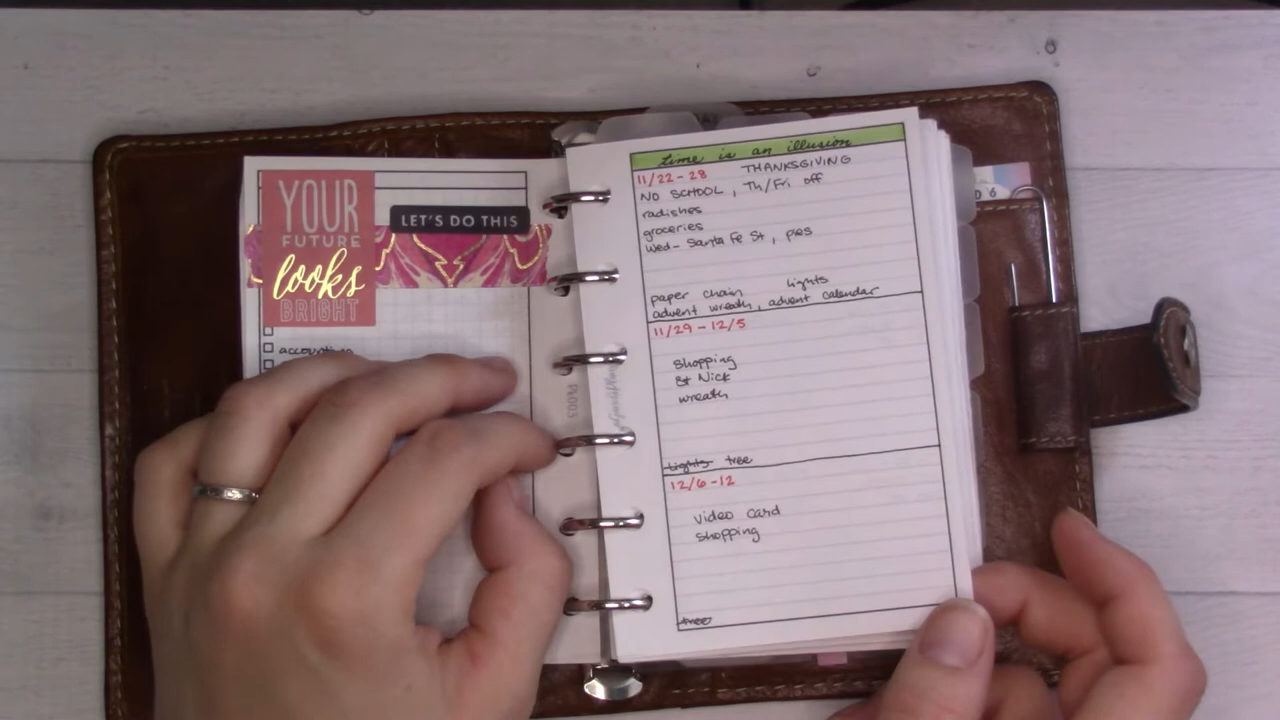 YOUR
FUTURE
looks
BRIGHT
LET'S DO THIS
accounting
time is an illusion
11/22-28 THANKSGIVING
NO SCHOOL, Th/Fri off
radishes
groceries
Wed- Santa Fe St, pies
paper chain lights
advent wreath, advent calendar
11/29-12/5
shopping
St Nick
wreath
Lights tree
12/6-12
video card
shopping
tree